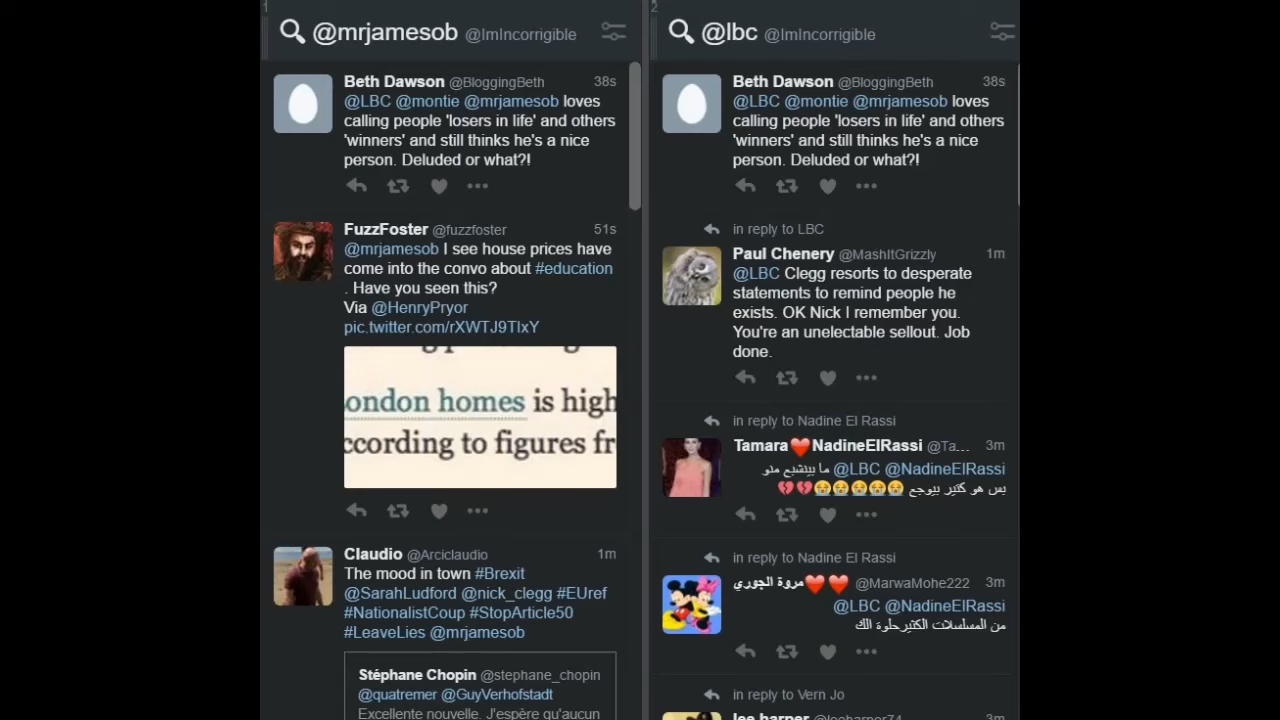 1
@mrjamesob @ImIncorrigible
Beth Dawson @BloggingBeth 38s
@LBC @montie @mrjamesob loves
calling people 'losers in life' and others
'winners' and still thinks he's a nice
person. Deluded or what?!
FuzzFoster @fuzzfoster 51s
@mrjamesob I see house prices have
come into the convo about #education
. Have you seen this?
Via @HenryPryor
pic.twitter.com/rXWTJ9TlxY
ondon homes is high
ccording to figures fr
Claudio @Arciclaudio 1m
The mood in town #Brexit
@SarahLudford @nick_clegg #EUref
#NationalistCoup #StopArticle50
#LeaveLies @mrjamesob
Stéphane Chopin @stephane_chopin
@quatremer @GuyVerhofstadt
Excellente nouvelle. J'espère qu'aucun
2
@lbc @ImIncorrigible
Beth Dawson @BloggingBeth 38s
@LBC @montie @mrjamesob loves
calling people 'losers in life' and others
'winners' and still thinks he's a nice
person. Deluded or what?!
in reply to LBC
Paul Chenery @MashItGrizzly 1m
@LBC Clegg resorts to desperate
statements to remind people he
exists. OK Nick I remember you.
You're an unelectable sellout. Job
done.
in reply to Nadine El Rassi
Tamara❤️NadineElRassi @Ta... 3m
@LBC @NadineElRassi ما بينشبع منو
بس هو كتير بيوجع 😭😭😭😭😭💔💔
in reply to Nadine El Rassi
مروة الجوري❤️❤️ @MarwaMohe222 3m
@LBC @NadineElRassi
من المسلسلات الكتيرحلوة الك
in reply to Vern Jo
lee harper @leeharper74 3m